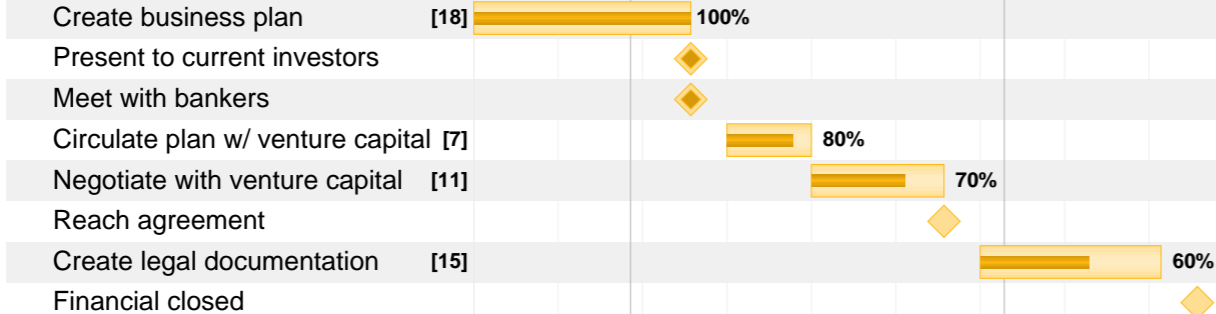 Create business plan [18] 100%
Present to current investors
Meet with bankers
Circulate plan w/ venture capital [7] 80%
Negotiate with venture capital [11] 70%
Reach agreement
Create legal documentation [15] 60%
Financial closed